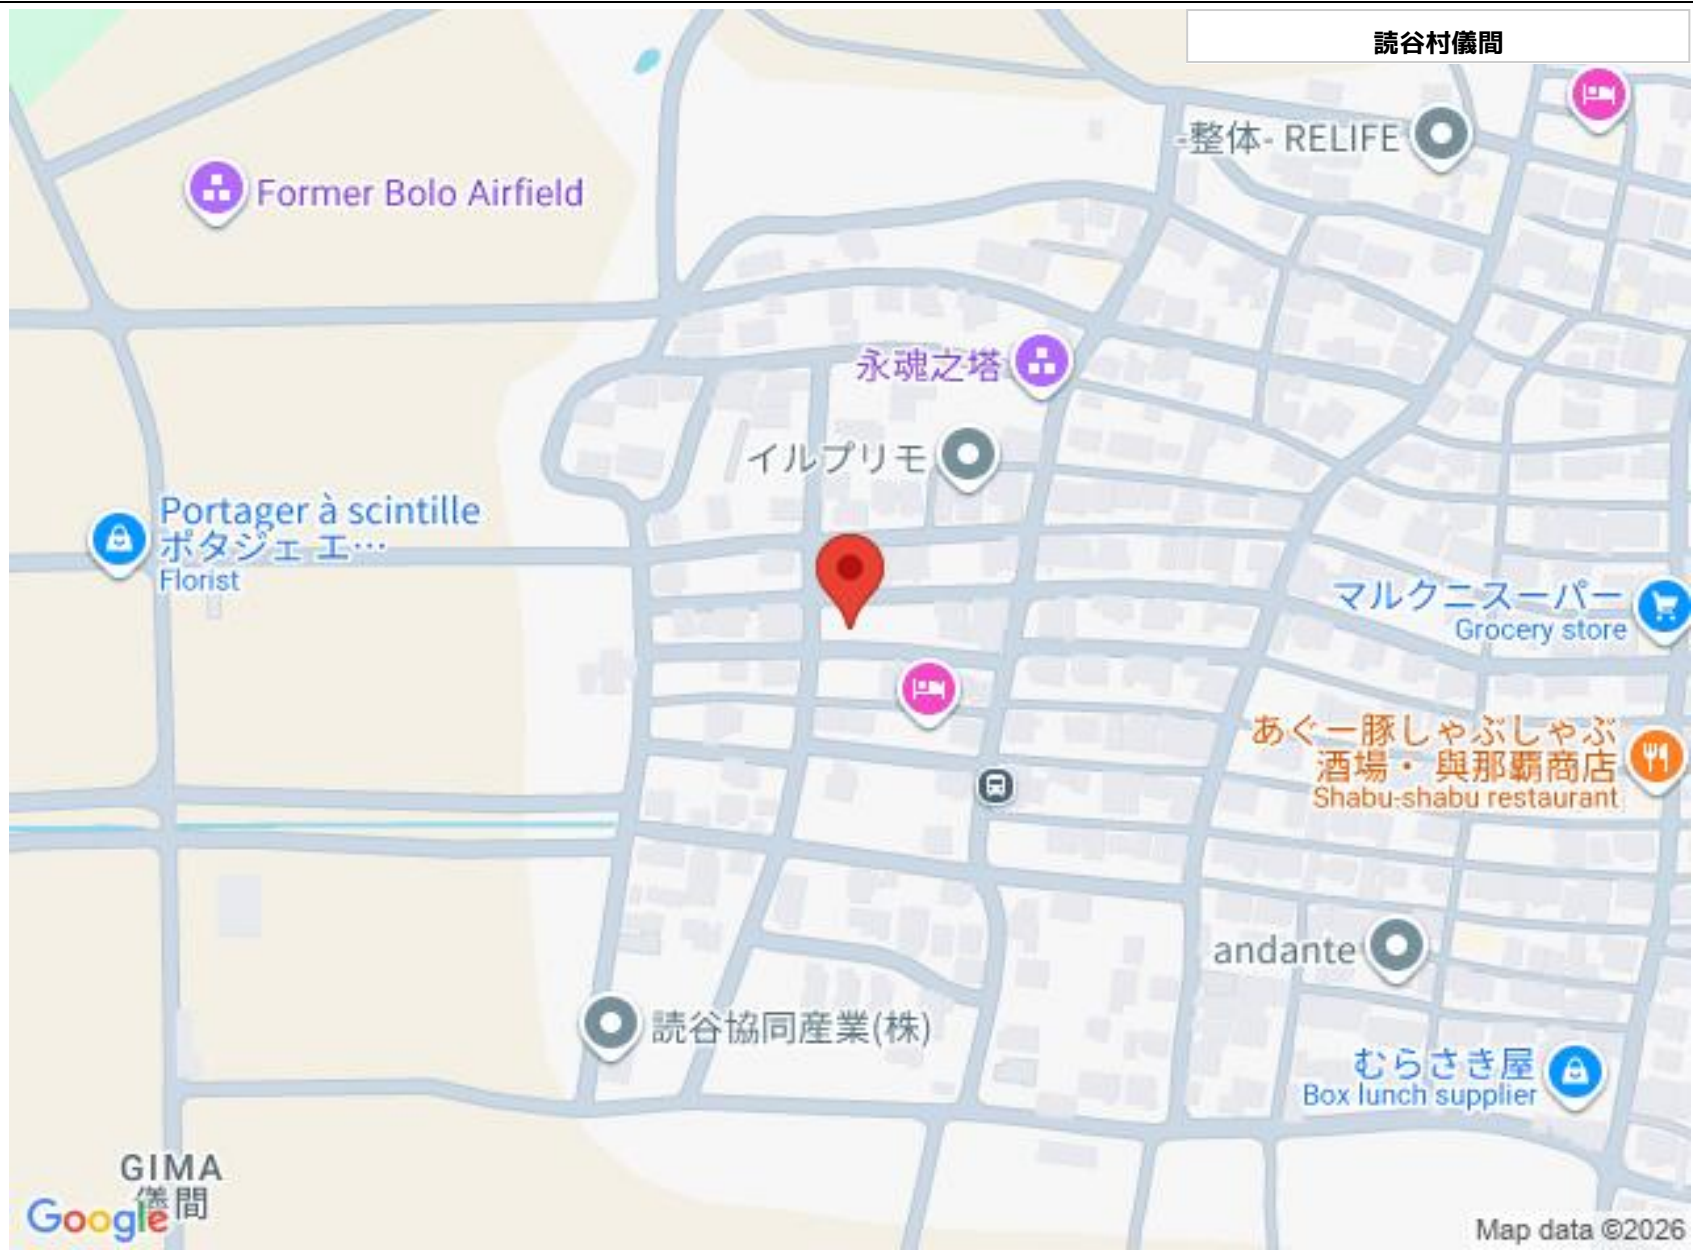 読谷村儀間
-整体- RELIFE
Former Bolo Airfield
永魂之塔
イルプリモ
Portager à scintille
ポタジェ エ…
Florist
マルクニスーパー
Grocery store
あぐー豚しゃぶしゃぶ
酒場・ 與那覇商店
Shabu-shabu restaurant
andante
読谷協同産業(株)
むらさき屋
Box lunch supplier
GIMA
儀間
Google
Map data ©2026